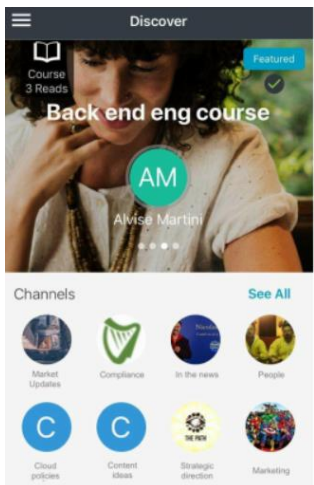 Discover
Course
3 Reads
Featured
Back end eng course
AM
Alvise Martini
Channels
See All
Market
Updates
Compliance
In the news
People
C
C
THE PATH
Cloud
policies
Content
Ideas
Strategic
direction
Marketing